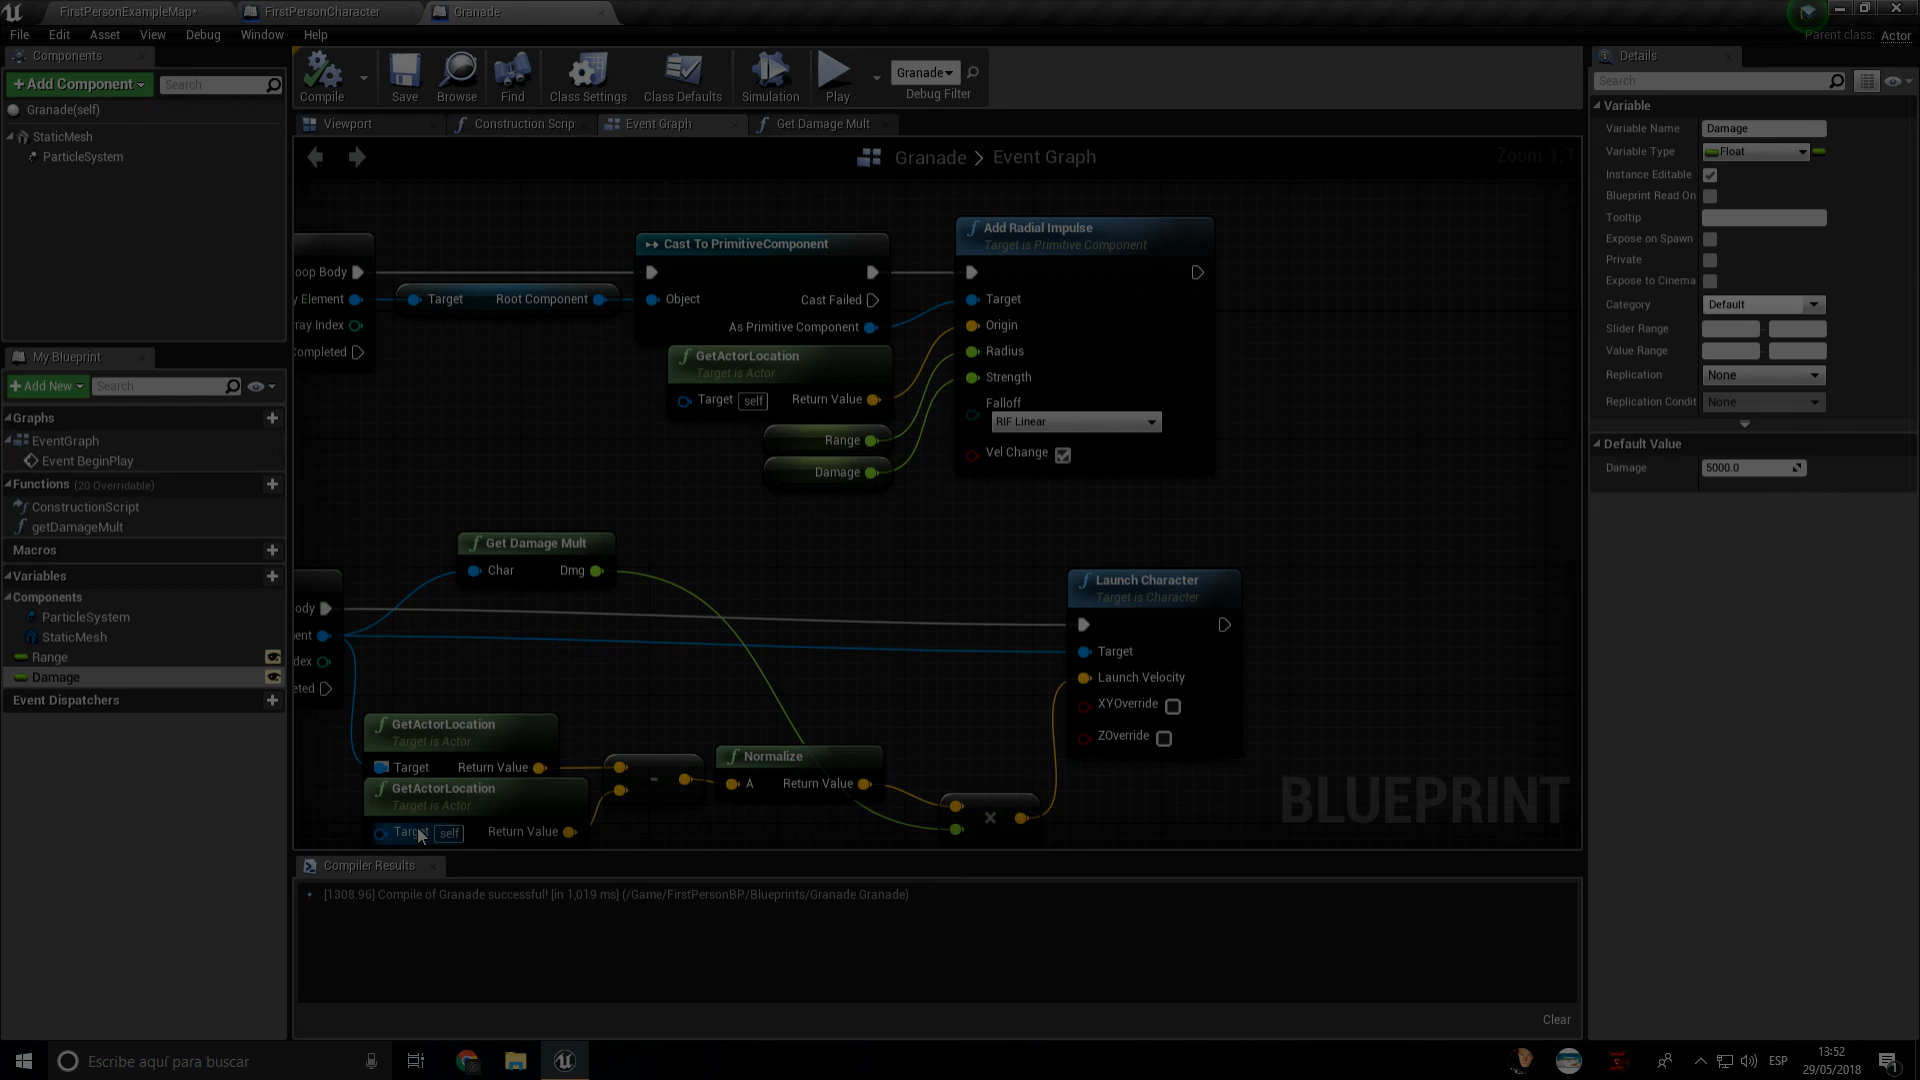 FirstPersonExampleMap*
FirstPersonCharacter
Granade
File Edit Asset View Debug Window Help
Parent class: Actor
Components
+Add Component
Search
Granade(self)
StaticMesh
ParticleSystem
Compile
Save
Browse
Find
Class Settings
Class Defaults
Simulation
Play
Granade
Debug Filter
Viewport
Construction Scrip
Event Graph
Get Damage Mult
Granade > Event Graph
Zoom 1:1
oop Body
y Element
rray Index
Completed
Target Root Component
Cast To PrimitiveComponent
Object
Cast Failed
As Primitive Component
GetActorLocation
Target is Actor
Target self Return Value
Range
Damage
Add Radial Impulse
Target is Primitive Component
Target
Origin
Radius
Strength
Falloff
RIF Linear
Vel Change
Get Damage Mult
Char Dmg
ody
ent
dex
eted
GetActorLocation
Target is Actor
Target Return Value
GetActorLocation
Target is Actor
Target self Return Value
-
Normalize
A Return Value
×
Launch Character
Target is Character
Target
Launch Velocity
XYOverride
ZOverride
BLUEPRINT
My Blueprint
+Add New
Search
Graphs
EventGraph
Event BeginPlay
Functions (20 Overridable)
ConstructionScript
getDamageMult
Macros
Variables
Components
ParticleSystem
StaticMesh
Range
Damage
Event Dispatchers
Compiler Results
[1308.96] Compile of Granade successful! [in 1,019 ms] (/Game/FirstPersonBP/Blueprints/Granade.Granade)
Clear
Details
Search
Variable
Variable Name Damage
Variable Type Float
Instance Editable
Blueprint Read On
Tooltip
Expose on Spawn
Private
Expose to Cinema
Category Default
Slider Range
Value Range
Replication None
Replication Condit None
Default Value
Damage 5000.0
Escribe aquí para buscar
ESP
13:52
29/05/2018
1